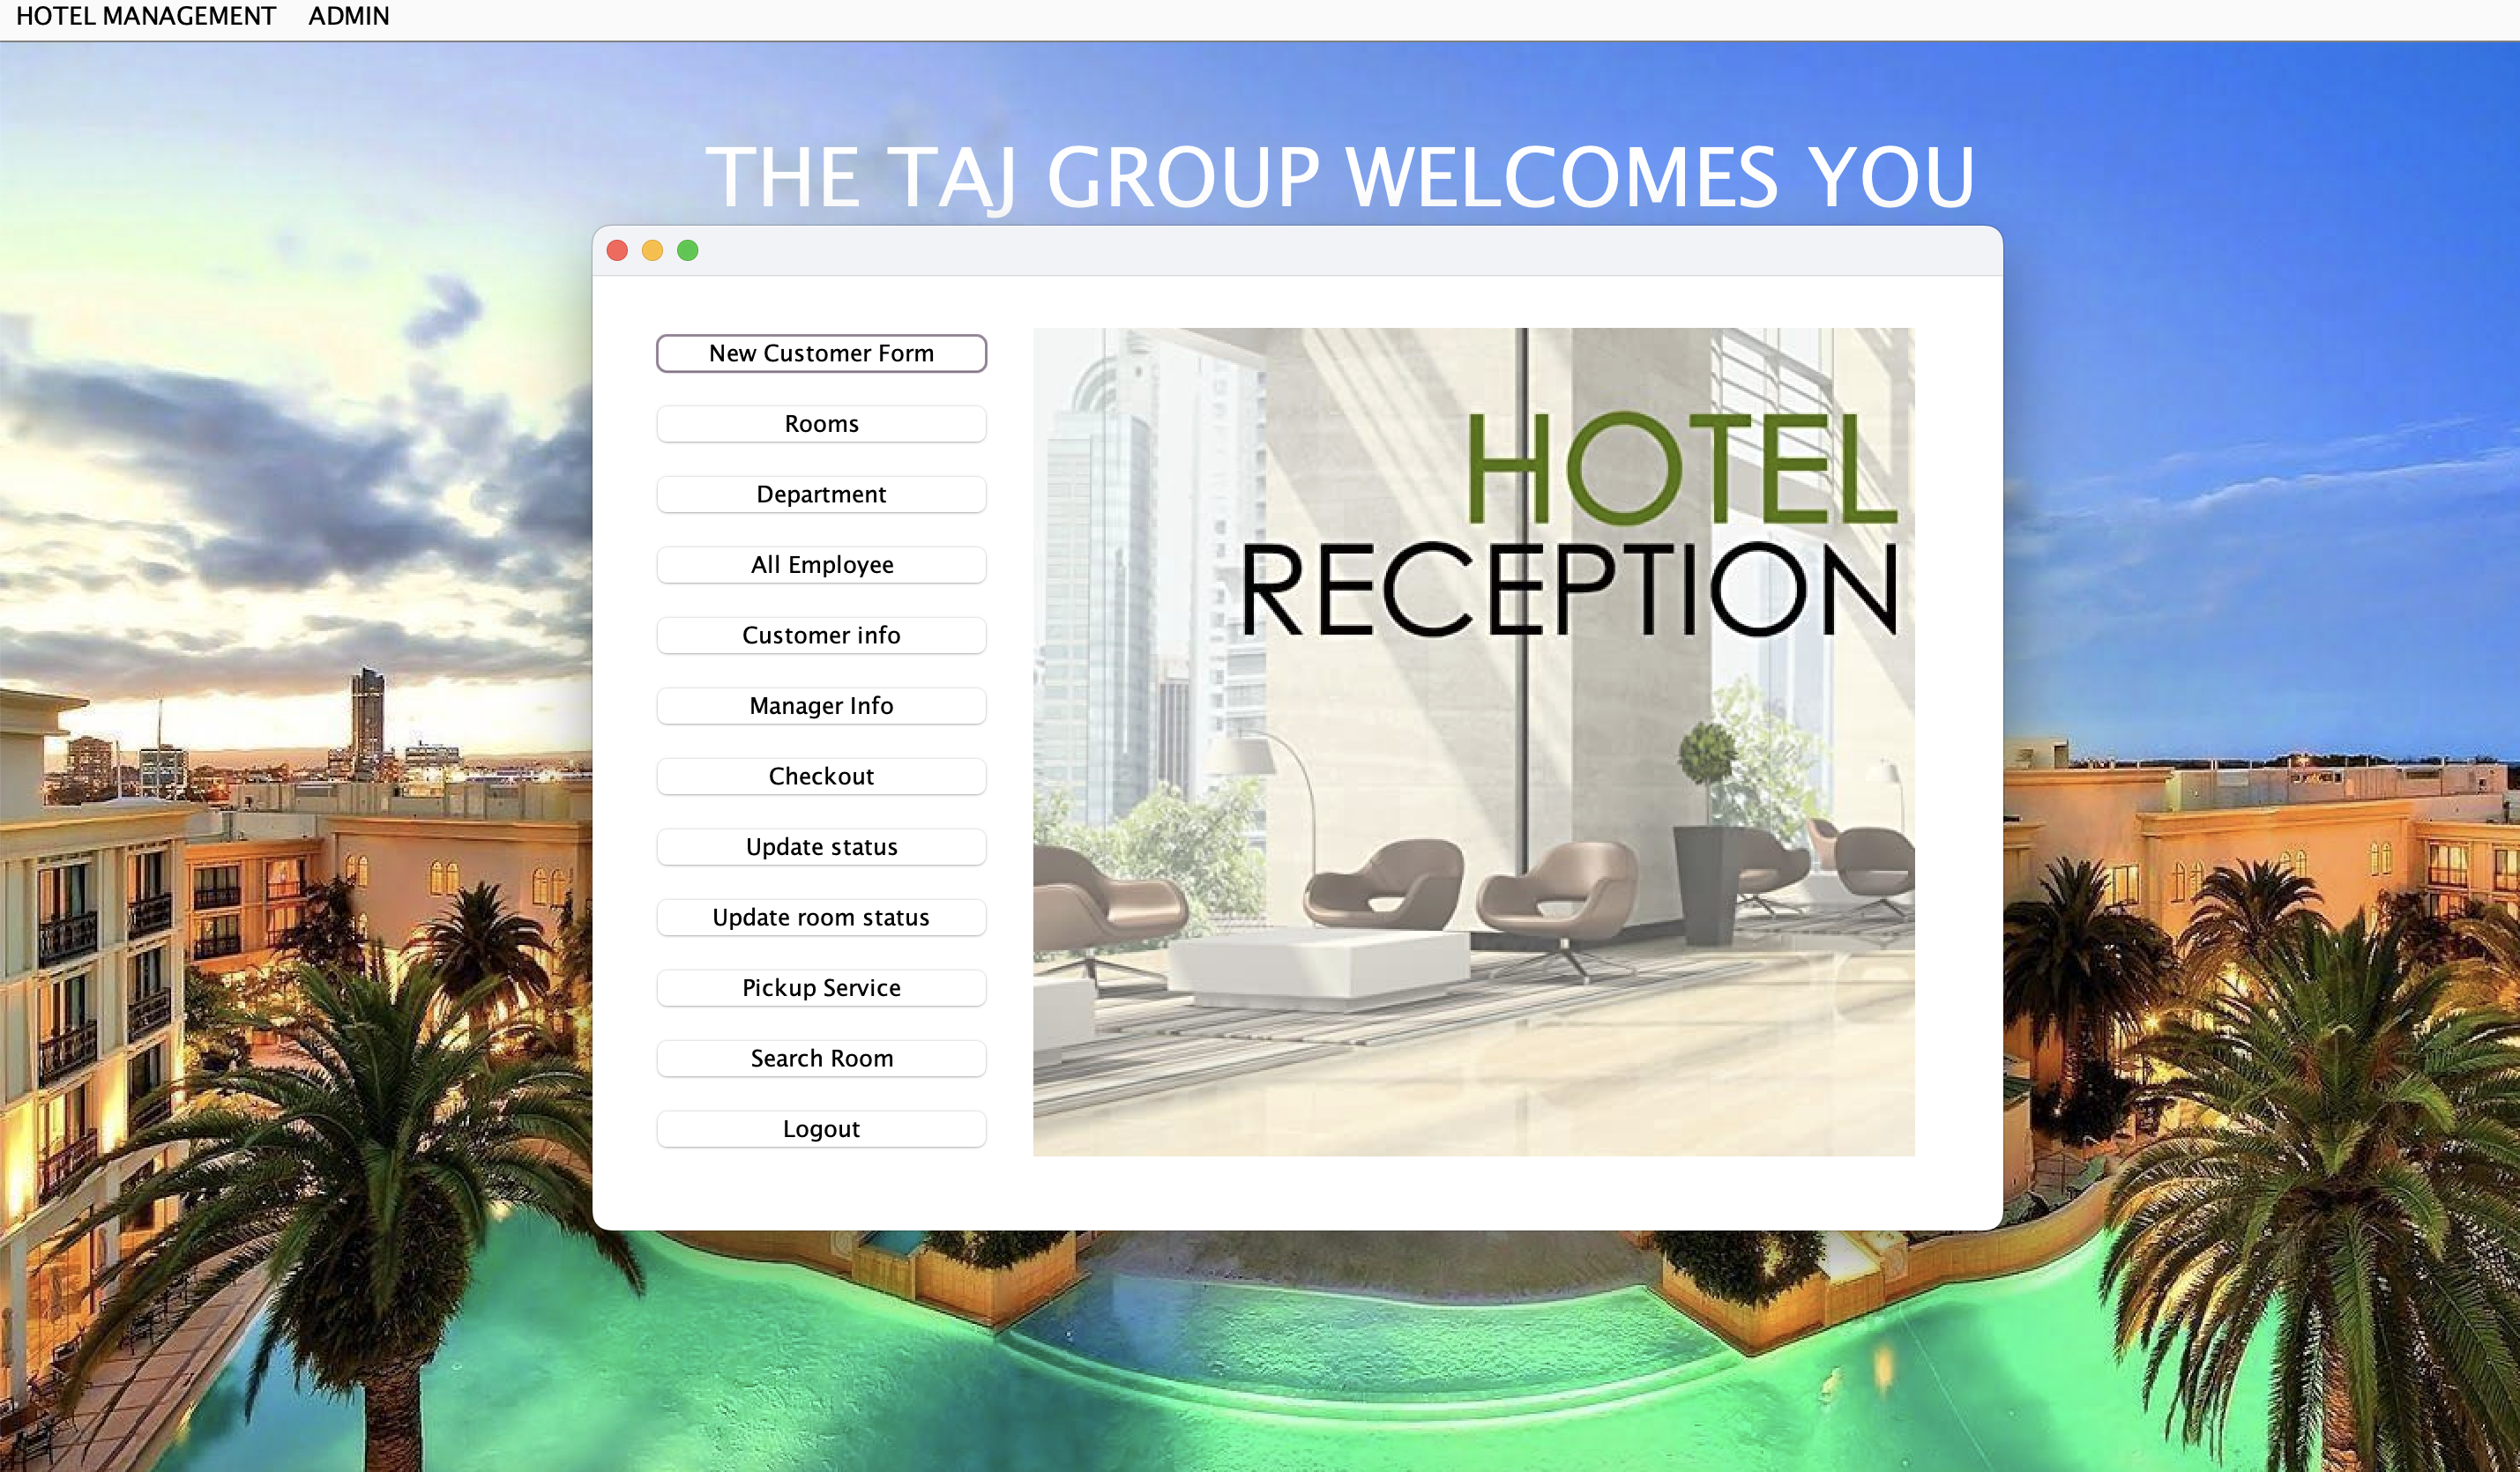 HOTEL MANAGEMENT ADMIN
THE TAJ GROUP WELCOMES YOU
New Customer Form
Rooms
Department
All Employee
Customer info
Manager Info
Checkout
Update status
Update room status
Pickup Service
Search Room
Logout
HOTEL
RECEPTION